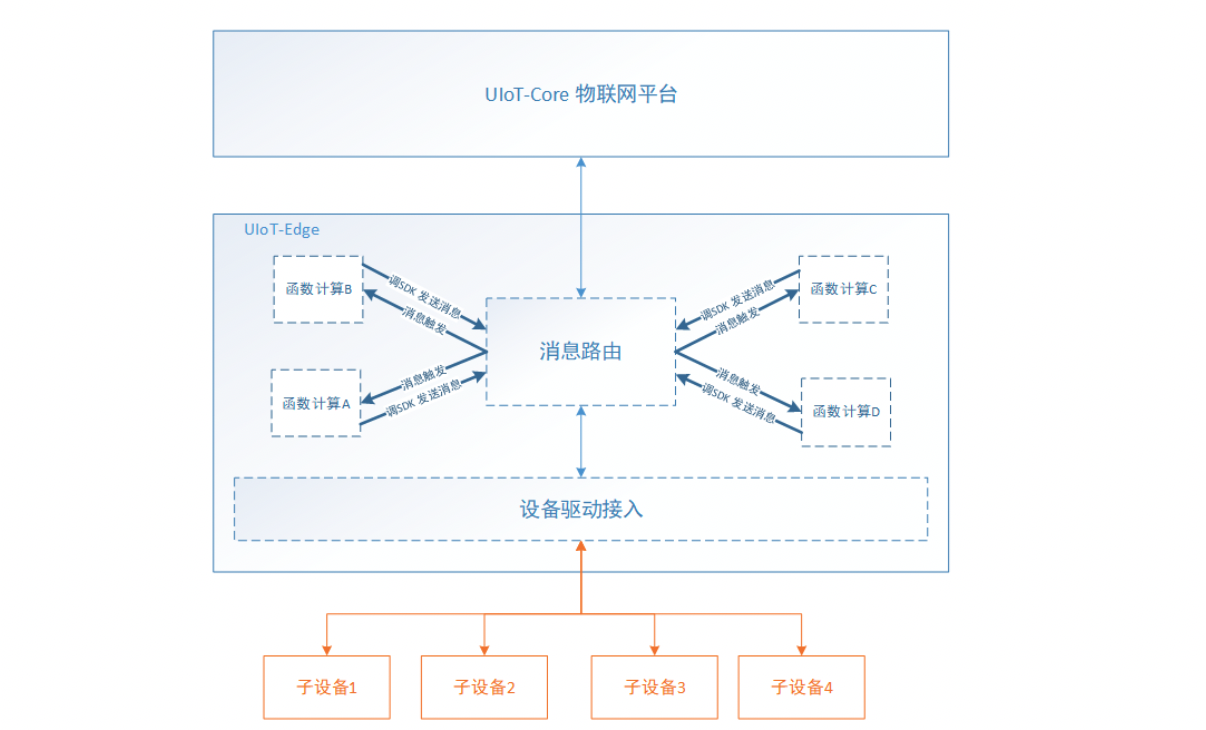 UIoT-Core 物联网平台
UIoT-Edge
函数计算B
调SDK 发送消息
消息触发
函数计算C
调SDK 发送消息
消息触发
消息路由
函数计算A
消息触发
调SDK 发送消息
函数计算D
消息触发
调SDK 发送消息
设备驱动接入
子设备1
子设备2
子设备3
子设备4